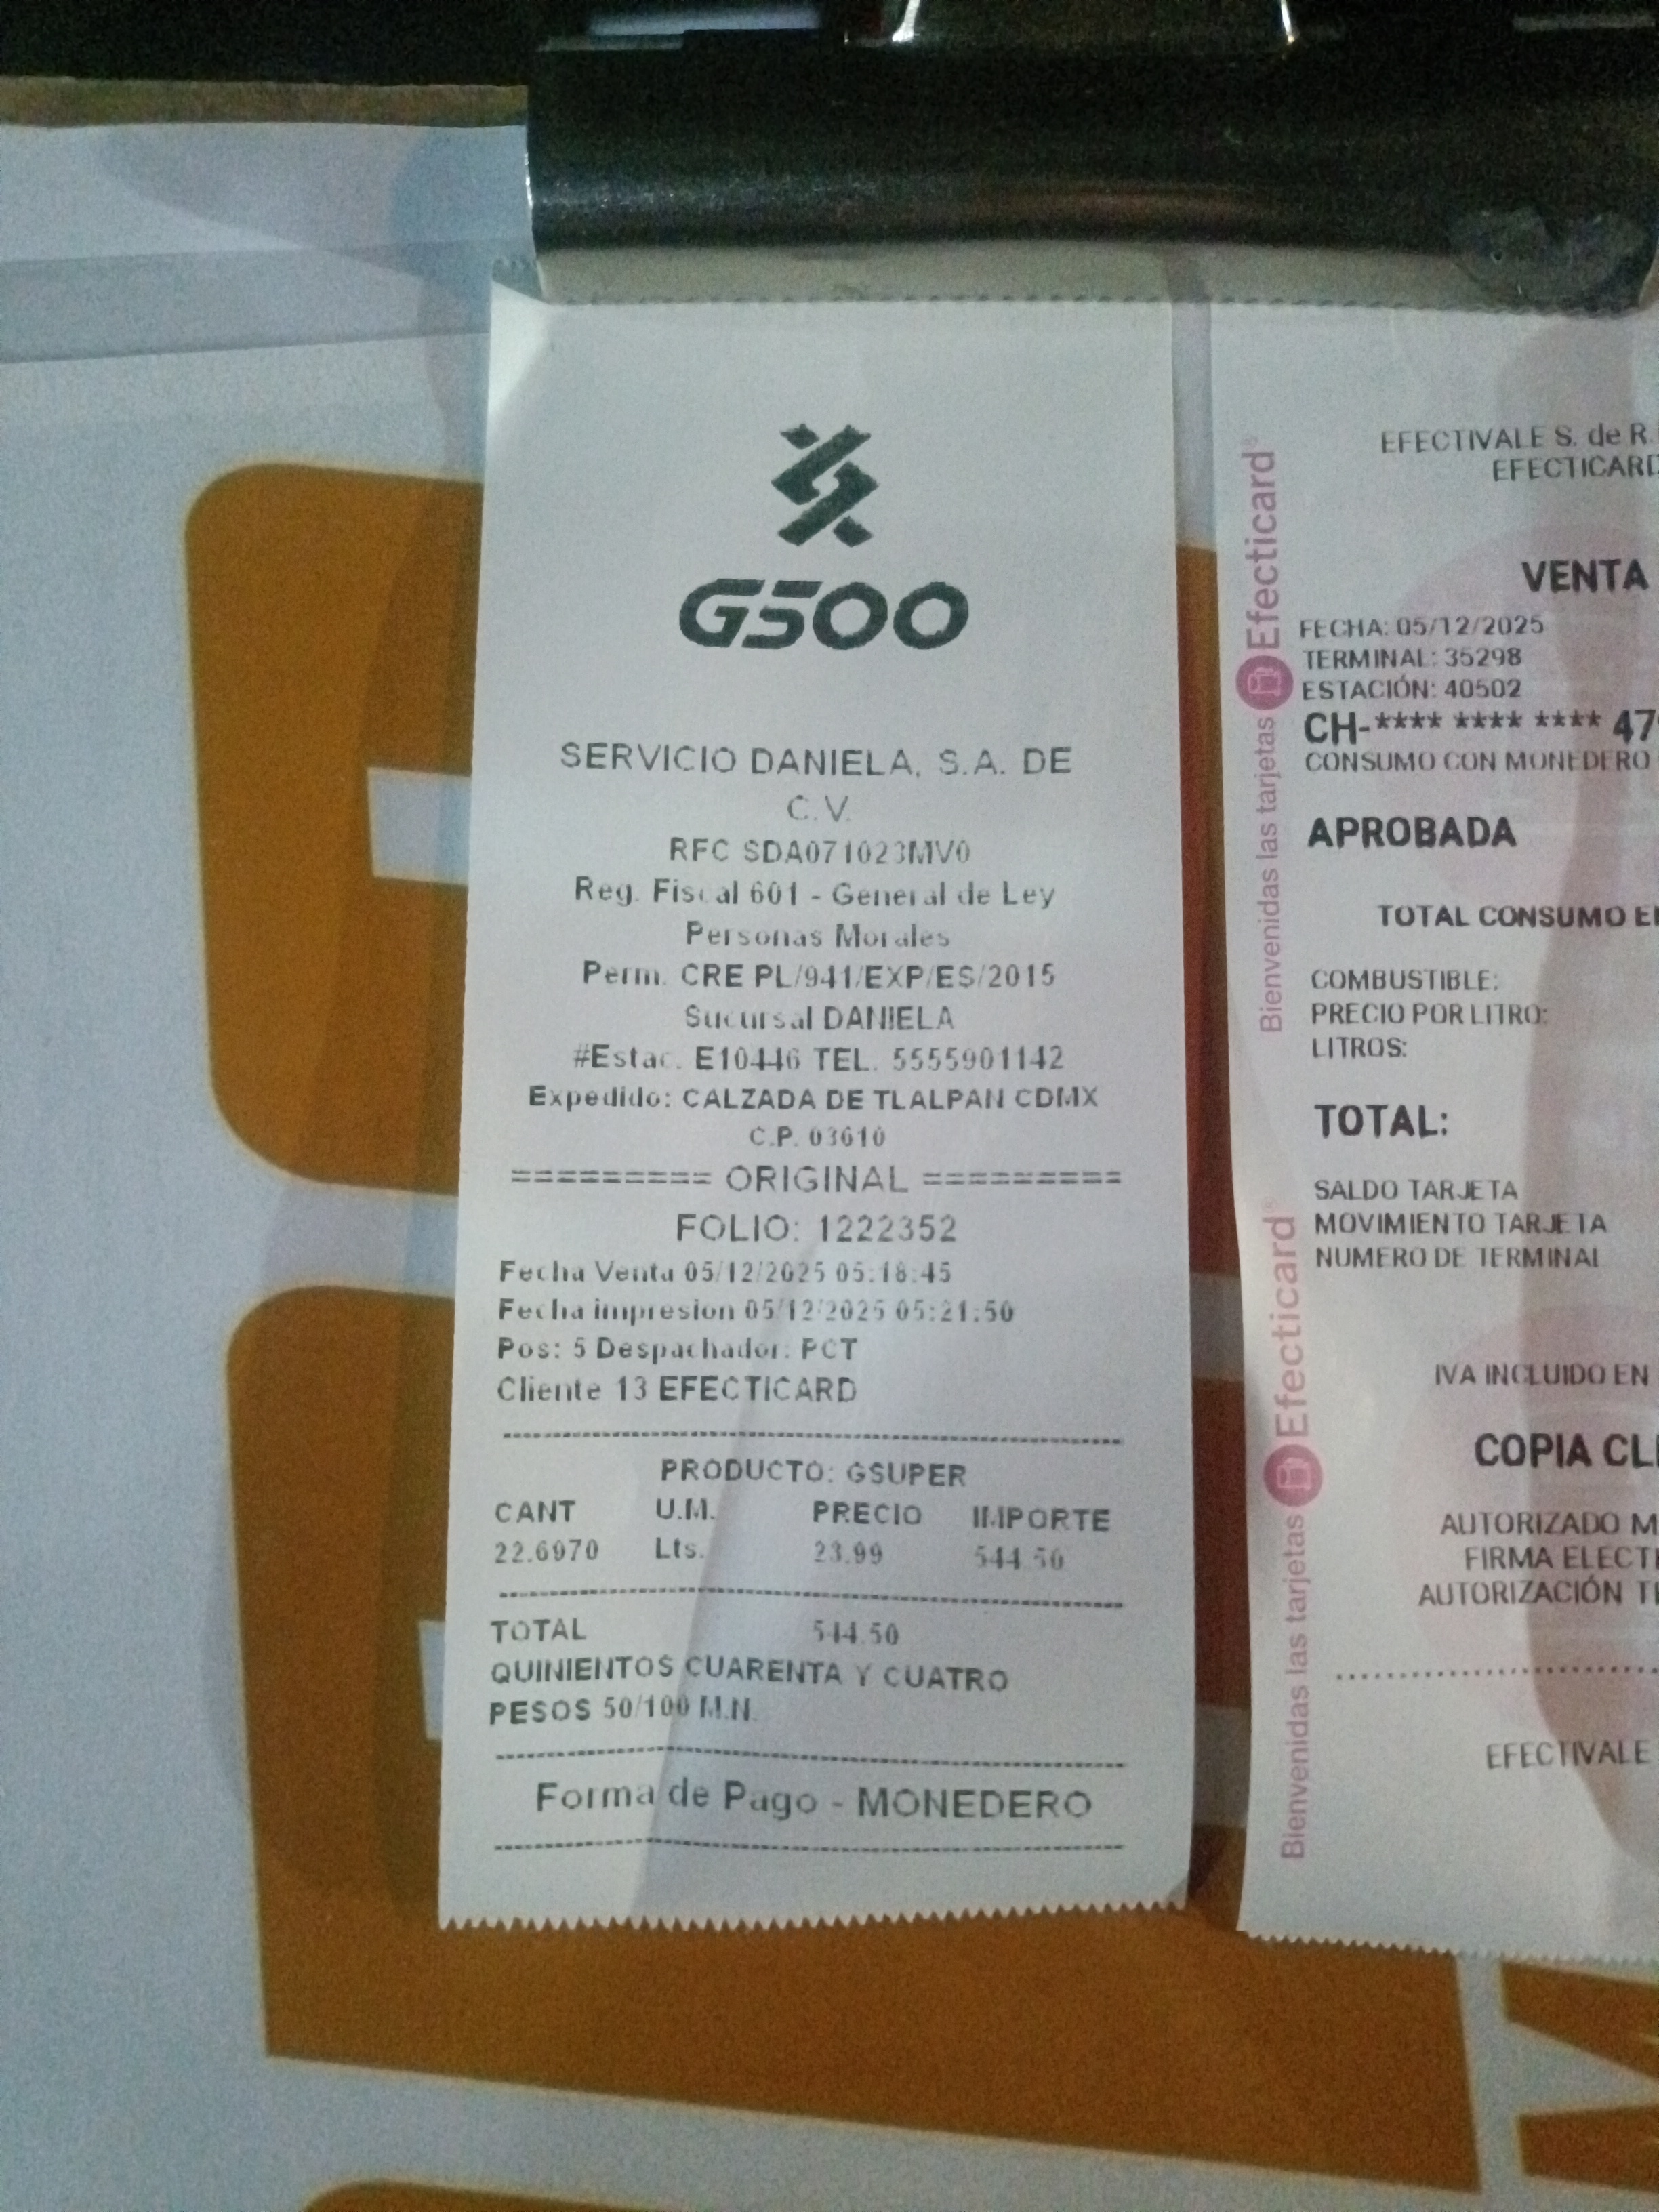 G500
SERVICIO DANIELA, S.A. DE
C.V.
RFC SDA071023MV0
Reg. Fiscal 601 - General de Ley
Personas Morales
Perm. CRE PL/941/EXP/ES/2015
Sucursal DANIELA
#Estac. E10446 TEL. 5555901142
Expedido: CALZADA DE TLALPAN CDMX
C.P. 03610
========= ORIGINAL =========
FOLIO: 1222352
Fecha Venta 05/12/2025 05:18:45
Fecha impresion 05/12/2025 05:21:50
Pos: 5 Despachador: PCT
Cliente 13 EFECTICARD
PRODUCTO: GSUPER
CANT U.M. PRECIO IMPORTE
22.6970 Lts. 23.99 544.50
TOTAL 544.50
QUINIENTOS CUARENTA Y CUATRO
PESOS 50/100 M.N.
Forma de Pago - MONEDERO
Bienvenidas las tarjetas Efecticard®
Bienvenidas las tarjetas Efecticard®
EFECTIVALE S. de R.
EFECTICARD
VENTA
FECHA: 05/12/2025
TERMINAL: 35298
ESTACIÓN: 40502
CH-**** **** **** 47
CONSUMO CON MONEDERO
APROBADA
TOTAL CONSUMO
COMBUSTIBLE:
PRECIO POR LITRO:
LITROS:
TOTAL:
SALDO TARJETA
MOVIMIENTO TARJETA
NUMERO DE TERMINAL
IVA INCLUIDO EN
COPIA
AUTORIZADO
FIRMA
AUTORIZACIÓN
EFECTIVALE